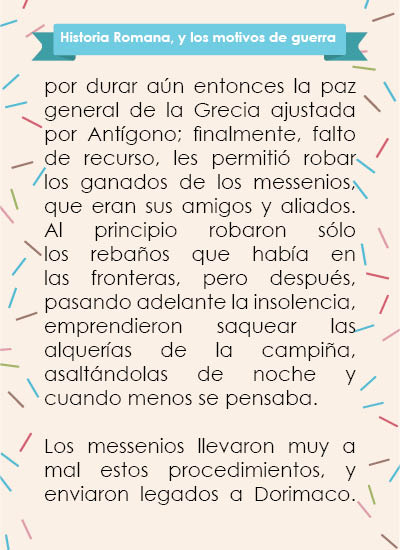 Historia Romana, y los motivos de guerra
por durar aún entonces la paz
general de la Grecia ajustada
por Antígono; finalmente, falto
de recurso, les permitió robar
los ganados de los messenios,
que eran sus amigos y aliados.
Al principio robaron sólo
los rebaños que había en
las fronteras, pero después,
pasando adelante la insolencia,
emprendieron saquear las
alquerías de la campiña,
asaltándolas de noche y
cuando menos se pensaba.
Los messenios llevaron muy a
mal estos procedimientos, y
enviaron legados a Dorimaco.